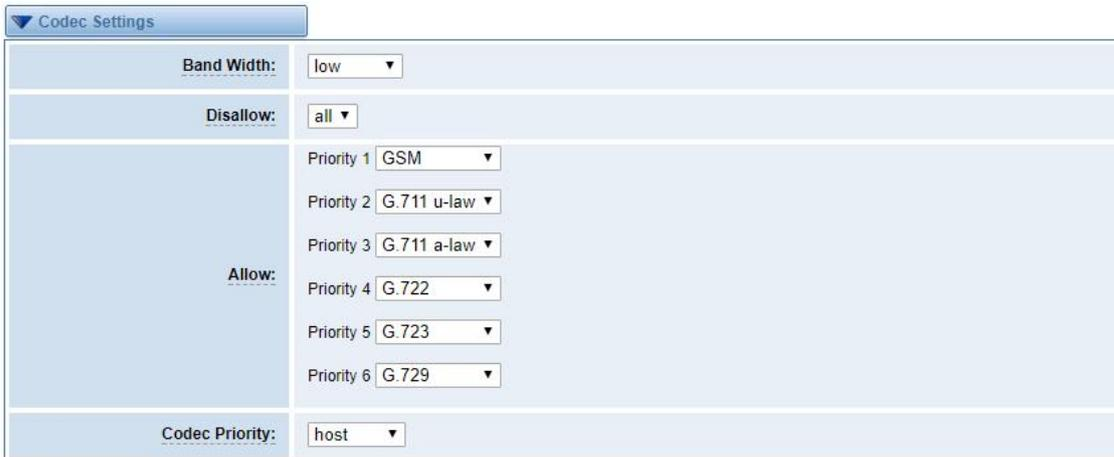 Codec Settings
Band Width: low
Disallow: all
Allow:
Priority 1 GSM
Priority 2 G.711 u-law
Priority 3 G.711 a-law
Priority 4 G.722
Priority 5 G.723
Priority 6 G.729
Codec Priority: host